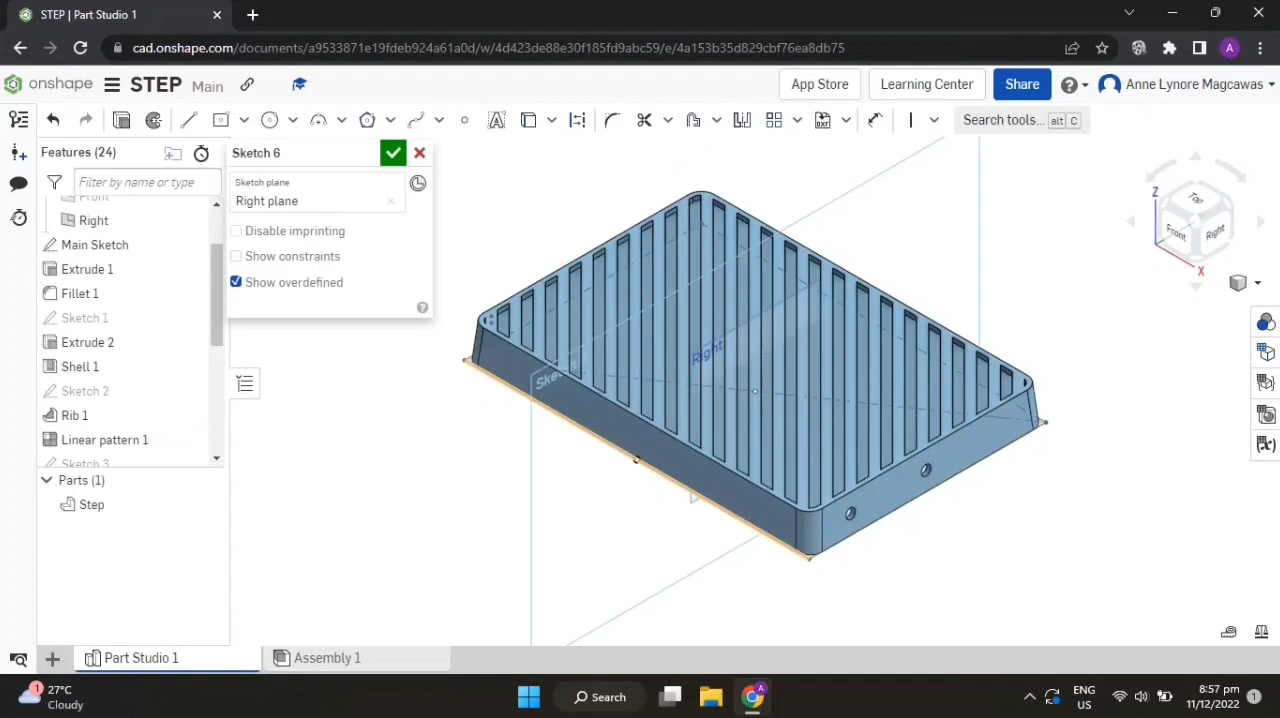 STEP | Part Studio 1
cad.onshape.com/documents/a9533871e19fdeb924a61a0d/w/4d423de88e30f185fd9abc59/e/4a153b35d829cbf76ea8db75
A
onshape STEP Main
App Store
Learning Center
Share
Anne Lynore Magcawas
Search tools... alt C
Features (24)
Filter by name or type
Front
Right
Main Sketch
Extrude 1
Fillet 1
Sketch 1
Extrude 2
Shell 1
Sketch 2
Rib 1
Linear pattern 1
Sketch 3
Parts (1)
Step
Sketch 6
Sketch plane
Right plane
Disable imprinting
Show constraints
Show overdefined
Right
Z
Top
Front
Right
X
Part Studio 1
Assembly 1
1
27°C
Cloudy
Search
A
ENG
US
8:57 pm
11/12/2022
1